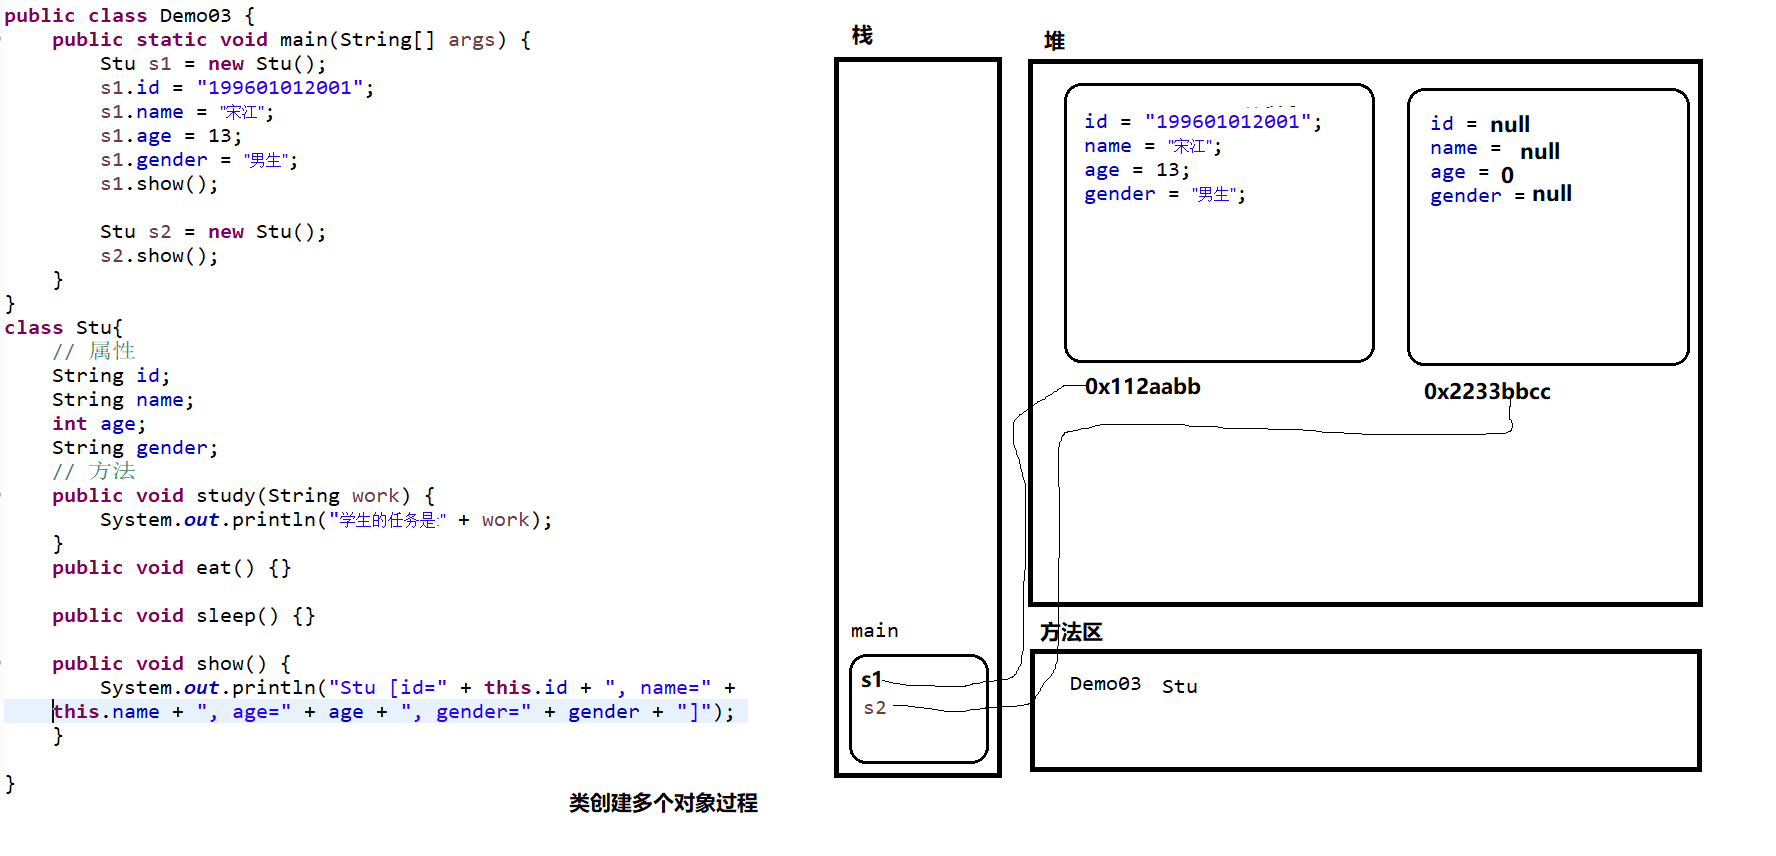 public class Demo03 {
public static void main(String[] args) {
Stu s1 = new Stu();
s1.id = "199601012001";
s1.name = "宋江";
s1.age = 13;
s1.gender = "男生";
s1.show();
Stu s2 = new Stu();
s2.show();
}
}
class Stu{
// 属性
String id;
String name;
int age;
String gender;
// 方法
public void study(String work) {
System.out.println("学生的任务是:" + work);
}
public void eat() {}
public void sleep() {}
public void show() {
System.out.println("Stu [id=" + this.id + ", name=" +
this.name + ", age=" + age + ", gender=" + gender + "]");
}
}
类创建多个对象过程
栈
main
s1
s2
堆
id = "199601012001";
name = "宋江";
age = 13;
gender = "男生";
0x112aabb
id = null
name = null
age = 0
gender = null
0x2233bbcc
方法区
Demo03 Stu